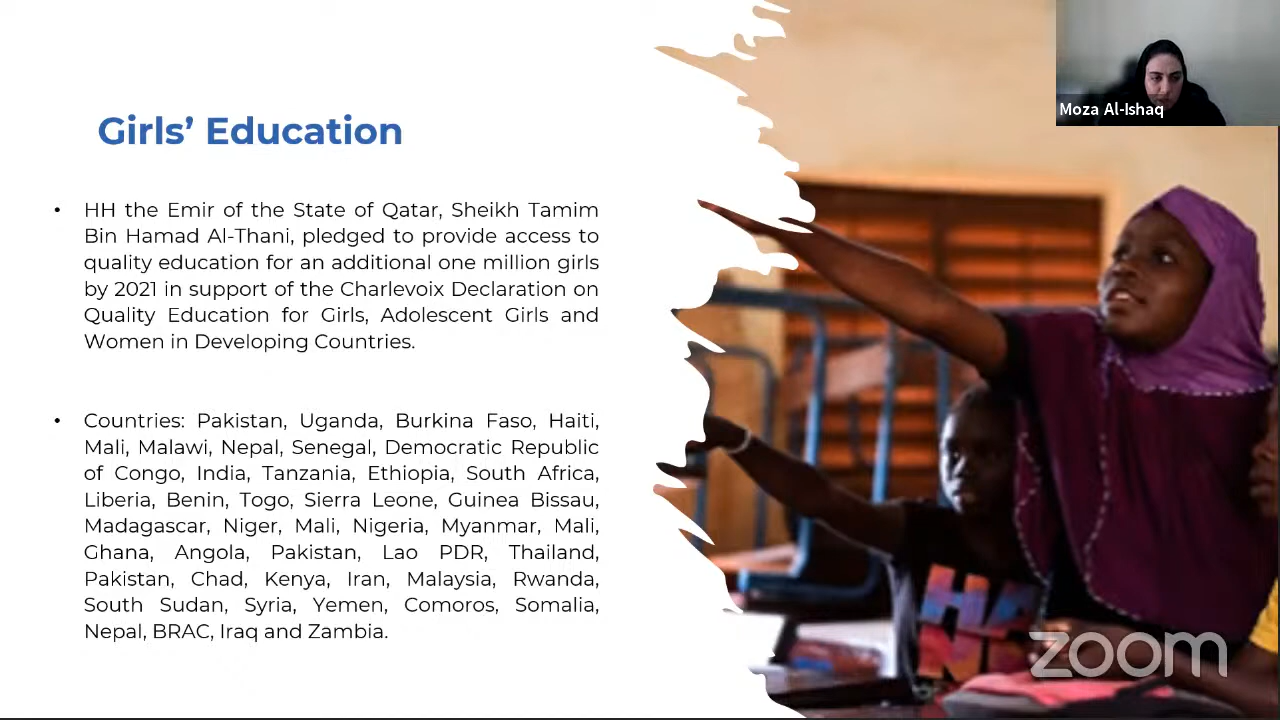 Moza Al-Ishaq
Girls’ Education
• HH the Emir of the State of Qatar, Sheikh Tamim
Bin Hamad Al-Thani, pledged to provide access to
quality education for an additional one million girls
by 2021 in support of the Charlevoix Declaration on
Quality Education for Girls, Adolescent Girls and
Women in Developing Countries.
• Countries: Pakistan, Uganda, Burkina Faso, Haiti,
Mali, Malawi, Nepal, Senegal, Democratic Republic
of Congo, India, Tanzania, Ethiopia, South Africa,
Liberia, Benin, Togo, Sierra Leone, Guinea Bissau,
Madagascar, Niger, Mali, Nigeria, Myanmar, Mali,
Ghana, Angola, Pakistan, Lao PDR, Thailand,
Pakistan, Chad, Kenya, Iran, Malaysia, Rwanda,
South Sudan, Syria, Yemen, Comoros, Somalia,
Nepal, BRAC, Iraq and Zambia.
zoom